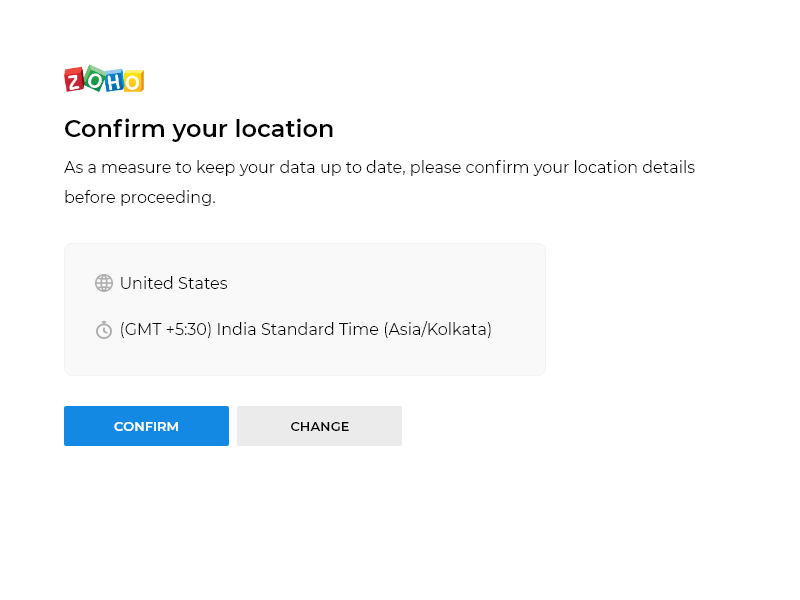 ZOHO
Confirm your location
As a measure to keep your data up to date, please confirm your location details
before proceeding.
United States
(GMT +5:30) India Standard Time (Asia/Kolkata)
CONFIRM CHANGE